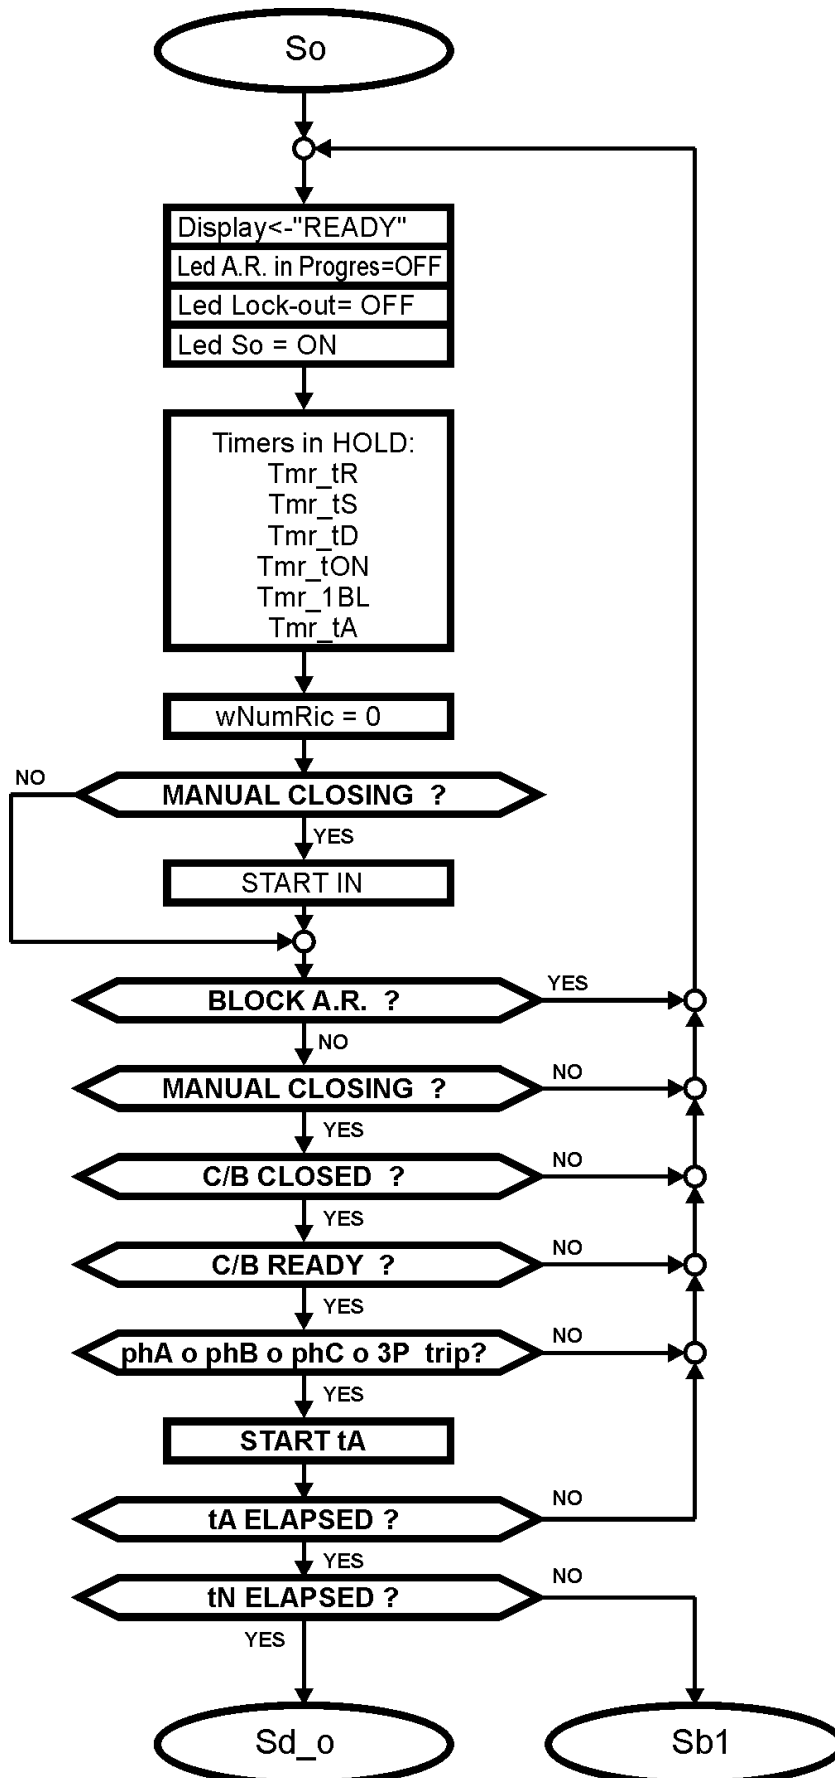 So
Display<-"READY"
Led A.R. in Progres=OFF
Led Lock-out= OFF
Led So = ON
Timers in HOLD:
Tmr_tR
Tmr_tS
Tmr_tD
Tmr_tON
Tmr_1BL
Tmr_tA
wNumRic = 0
NO
MANUAL CLOSING ?
YES
START IN
BLOCK A.R. ?
YES
NO
MANUAL CLOSING ?
NO
YES
C/B CLOSED ?
NO
YES
C/B READY ?
NO
YES
phA o phB o phC o 3P trip?
NO
YES
START tA
tA ELAPSED ?
NO
YES
tN ELAPSED ?
NO
YES
Sd_o
Sb1